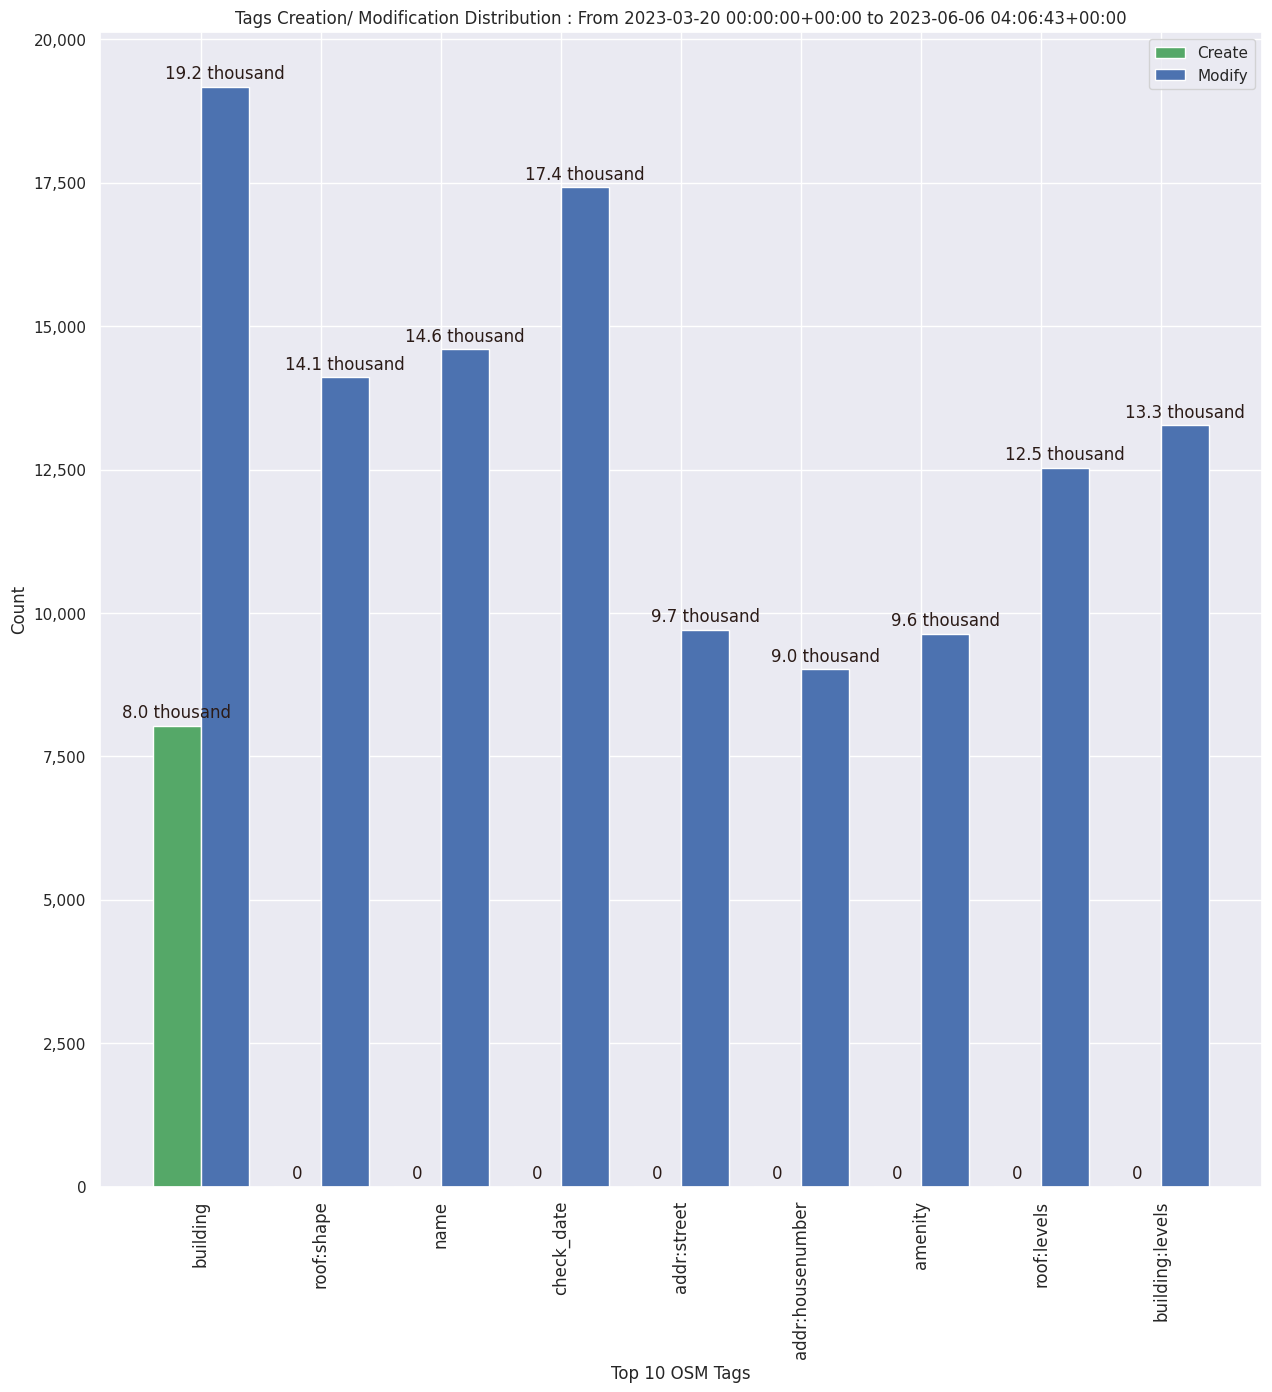 Tags Creation/ Modification Distribution : From 2023-03-20 00:00:00+00:00 to 2023-06-06 04:06:43+00:00
20,000
17,500
15,000
12,500
10,000
7,500
5,000
2,500
0
Count
Create
Modify
8.0 thousand
19.2 thousand
0
14.1 thousand
0
14.6 thousand
0
17.4 thousand
0
9.7 thousand
0
9.0 thousand
0
9.6 thousand
0
12.5 thousand
0
13.3 thousand
building
roof:shape
name
check_date
addr:street
addr:housenumber
amenity
roof:levels
building:levels
Top 10 OSM Tags